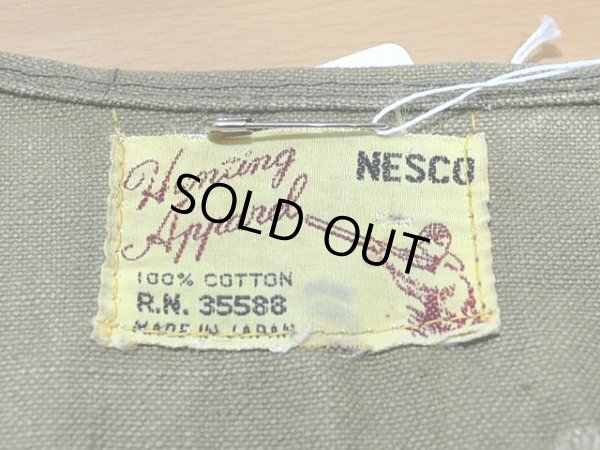 Hunting
Apparel
NESCO
SOLD OUT
100% COTTON
R.N. 35588
MADE IN JAPAN